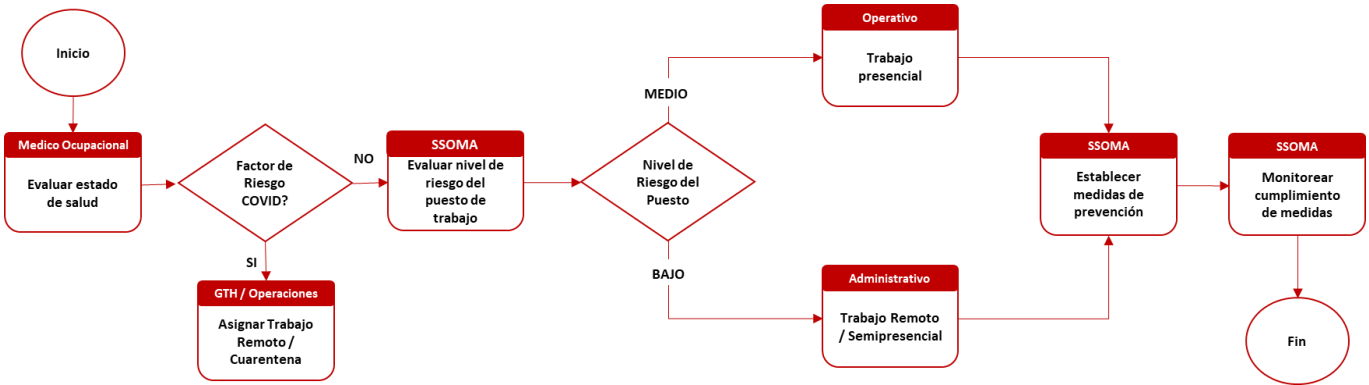 Inicio
Medico Ocupacional
Evaluar estado
de salud
Factor de
Riesgo
COVID?
NO
SI
GTH / Operaciones
Asignar Trabajo
Remoto /
Cuarentena
SSOMA
Evaluar nivel de
riesgo del
puesto de
trabajo
Nivel de
Riesgo del
Puesto
MEDIO
BAJO
Operativo
Trabajo
presencial
Administrativo
Trabajo Remoto
/ Semipresencial
SSOMA
Establecer
medidas de
prevención
SSOMA
Monitorear
cumplimiento
de medidas
Fin